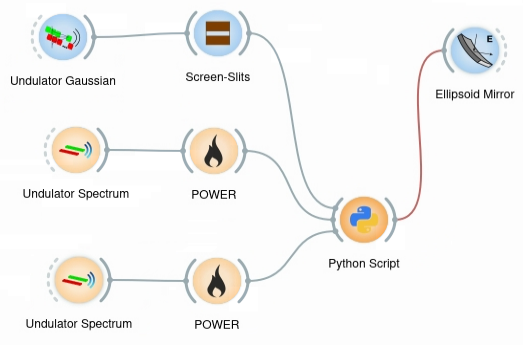 Undulator Gaussian
Screen-Slits
E
Ellipsoid Mirror
Undulator Spectrum
POWER
Python Script
Undulator Spectrum
POWER